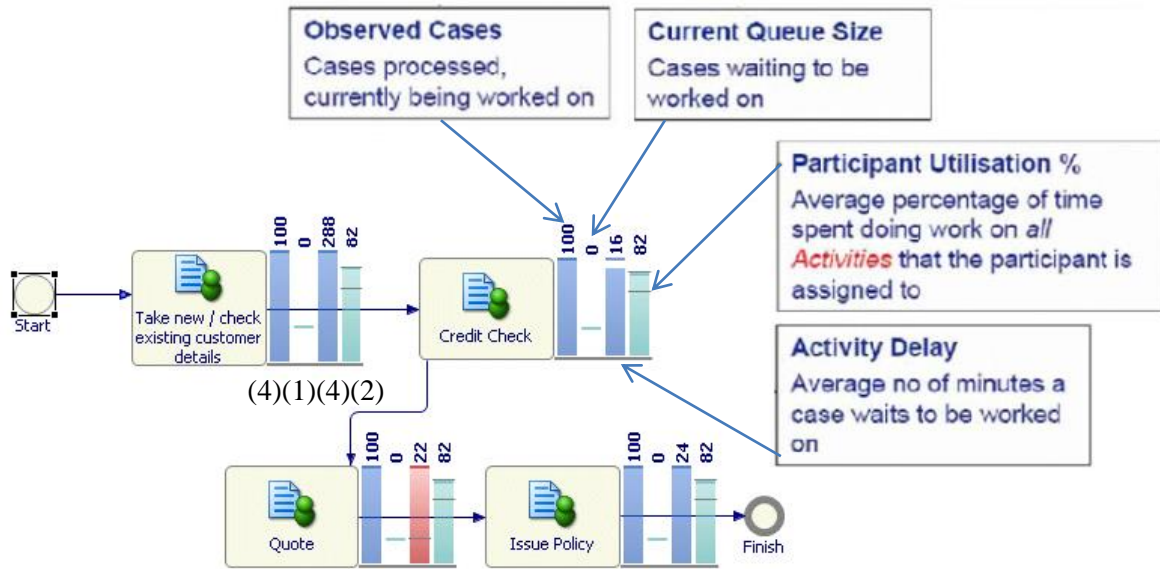 Observed Cases
Cases processed,
currently being worked on
Current Queue Size
Cases waiting to be
worked on
Participant Utilisation %
Average percentage of time
spent doing work on all
Activities that the participant is
assigned to
Activity Delay
Average no of minutes a
case waits to be worked
on
Start
Take new / check
existing customer
details
100
0
288
82
(4)(1)(4)(2)
Credit Check
100
0
16
82
Quote
100
0
22
82
Issue Policy
100
0
24
82
Finish